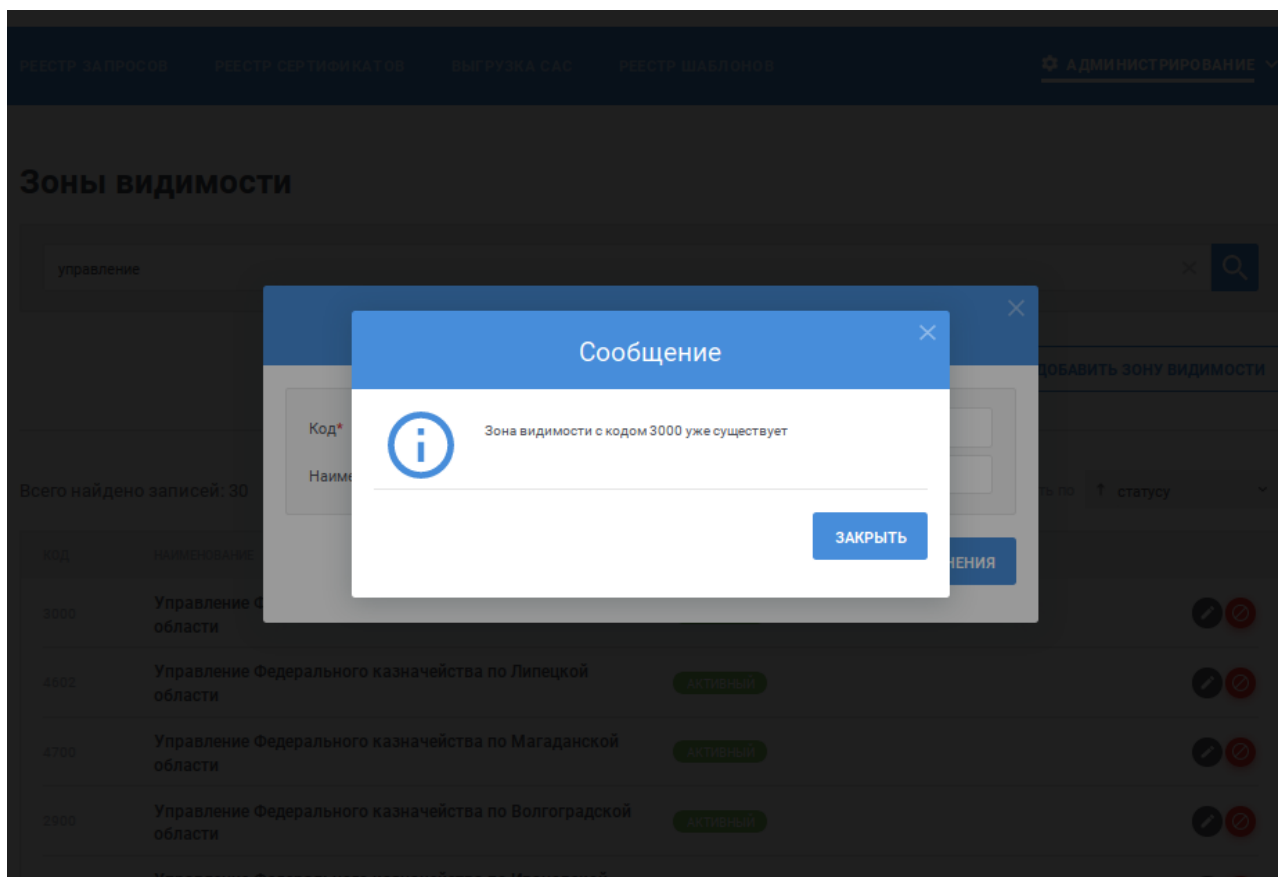 РЕЕСТР ЗАПРОСОВ РЕЕСТР СЕРТИФИКАТОВ ВЫГРУЗКА САС РЕЕСТР ШАБЛОНОВ АДМИНИСТРИРОВАНИЕ
Зоны видимости
управление
Сообщение
ДОБАВИТЬ ЗОНУ ВИДИМОСТИ
Код*
Зона видимости с кодом 3000 уже существует
Наиме
Всего найдено записей: 30
ть по ↑ статусу
ЗАКРЫТЬ
НЕНИЯ
КОД НАИМЕНОВАНИЕ
3000 Управление Ф
области
4602 Управление Федерального казначейства по Липецкой
области АКТИВНЫЙ
4700 Управление Федерального казначейства по Магаданской
области АКТИВНЫЙ
2900 Управление Федерального казначейства по Волгоградской
области АКТИВНЫЙ